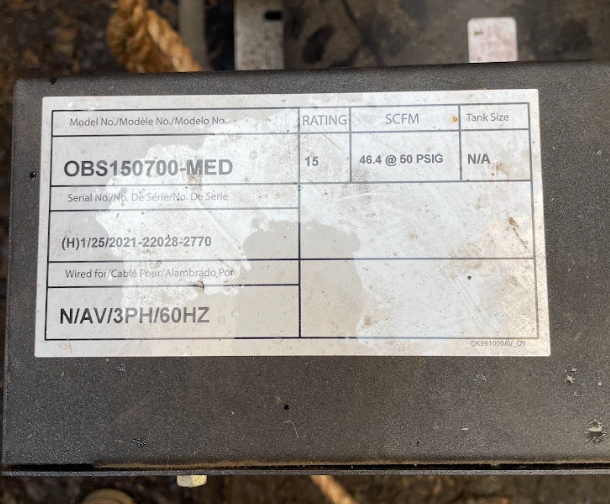 Model No./Modèle No./Modelo No.
RATING
SCFM
Tank Size
OBS150700-MED
15
46.4 @ 50 PSIG
N/A
Serial No./No. De Série/No. De Serie
(H)1/25/2021-22028-2770
Wired for/Cablé Pour/Alambrado Por
N/AV/3PH/60HZ